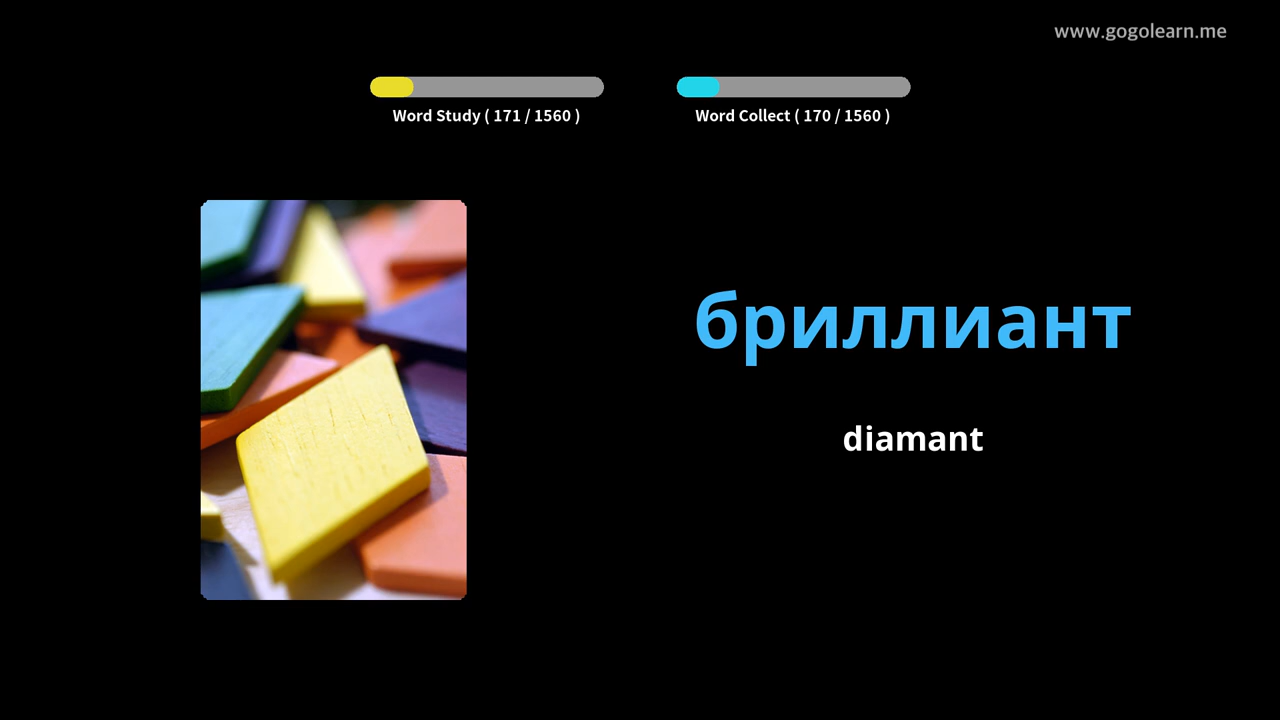 www.gogolearn.me
Word Study ( 171 / 1560 )
Word Collect ( 170 / 1560 )
бриллиант
diamant